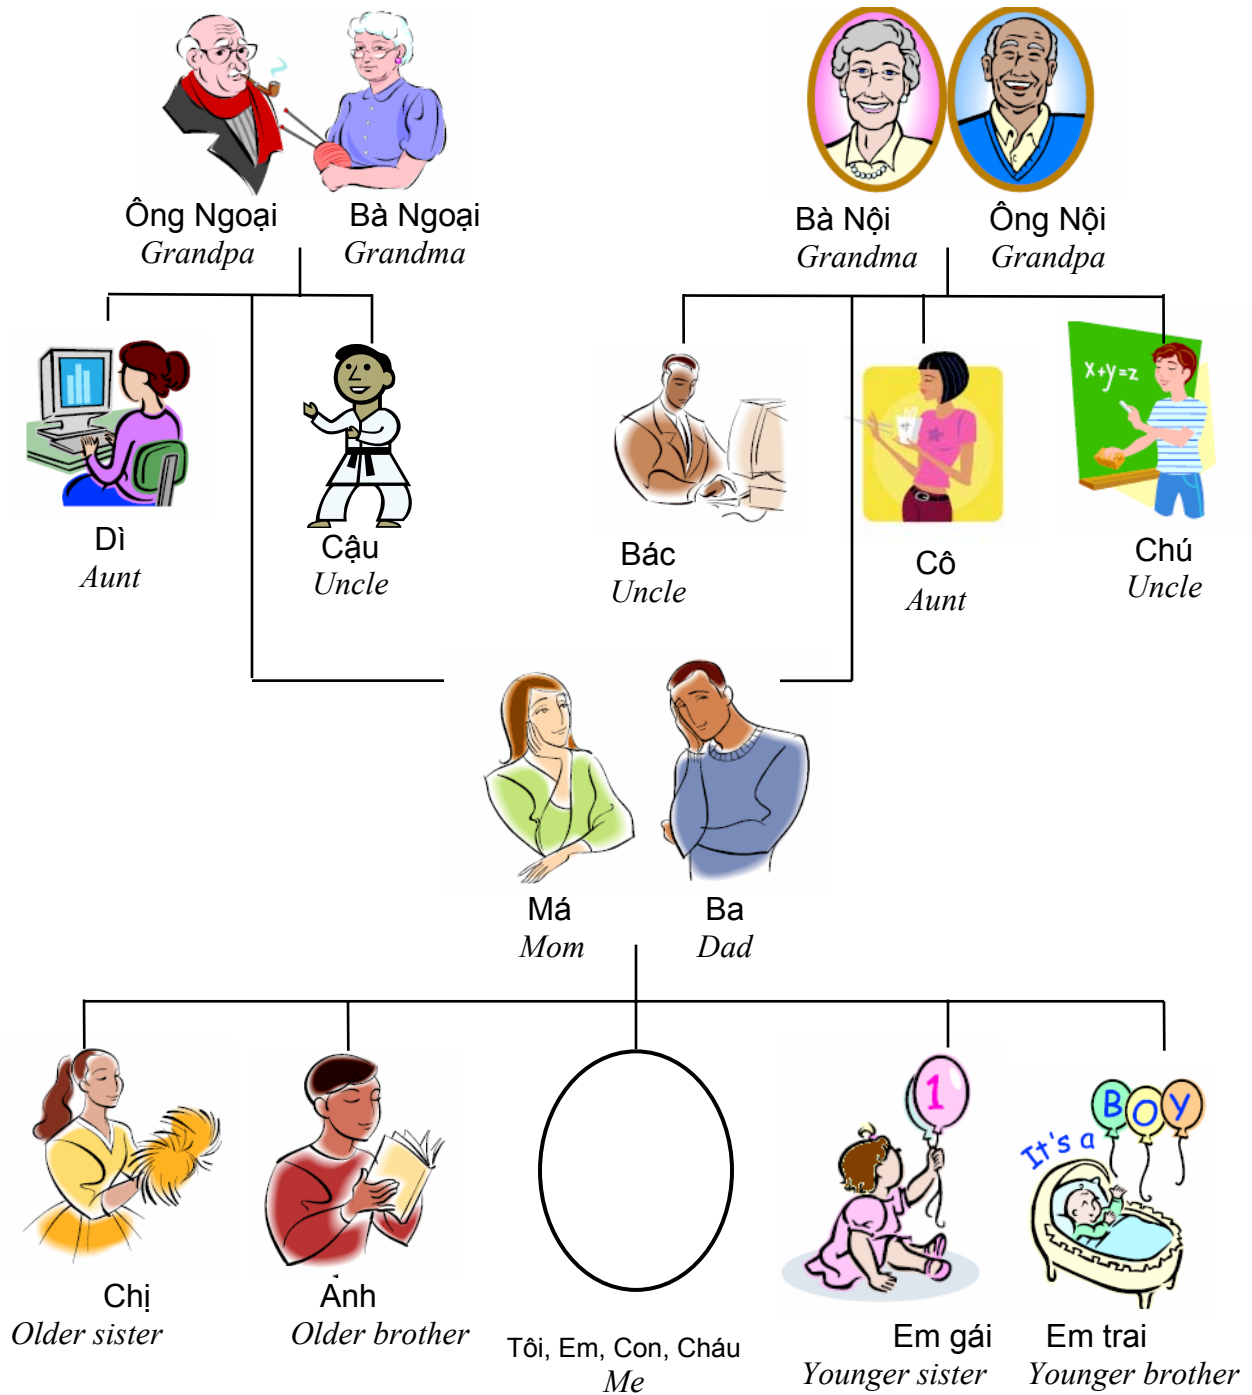 Ông Ngoại Bà Ngoại
Grandpa Grandma
Bà Nội Ông Nội
Grandma Grandpa
x+y=z
Dì
Aunt
Cậu
Uncle
Bác
Uncle
Cô
Aunt
Chú
Uncle
Má
Mom
Ba
Dad
1
It's a
BOY
Chị
Older sister
Ảnh
Older brother
Tôi, Em, Con, Cháu
Me
Em gái
Younger sister
Em trai
Younger brother